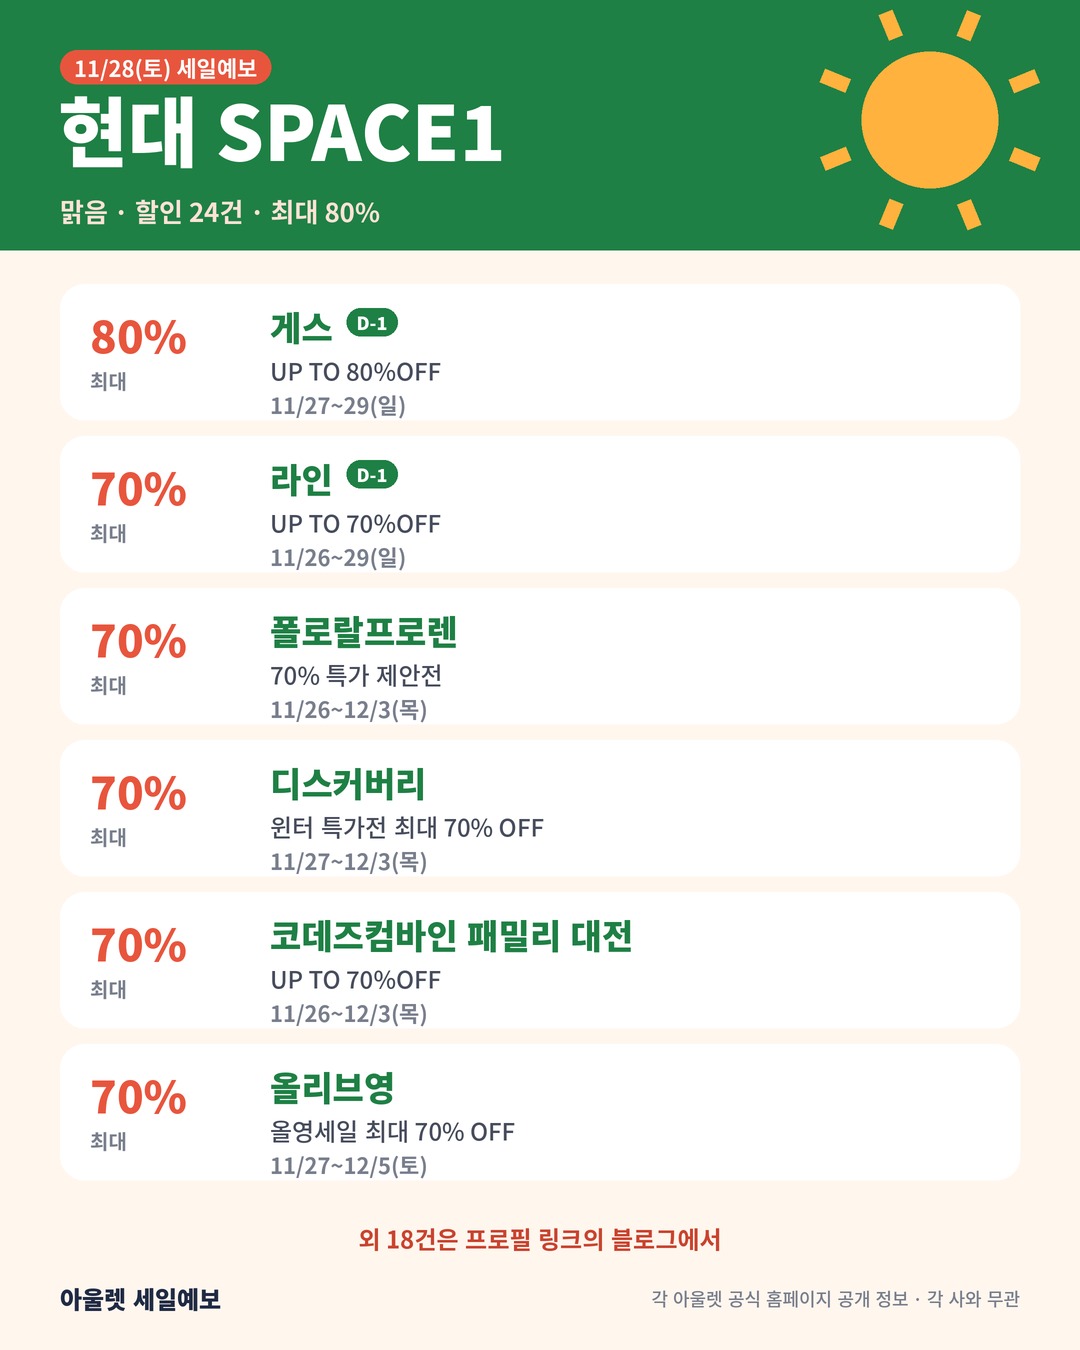 11/28(토) 세일예보
현대 SPACE1
맑음 · 할인 24건 · 최대 80%
80%
최대
게스 D-1
UP TO 80%OFF
11/27~29(일)
70%
최대
라인 D-1
UP TO 70%OFF
11/26~29(일)
70%
최대
폴로랄프로렌
70% 특가 제안전
11/26~12/3(목)
70%
최대
디스커버리
윈터 특가전 최대 70% OFF
11/27~12/3(목)
70%
최대
코데즈컴바인 패밀리 대전
UP TO 70%OFF
11/26~12/3(목)
70%
최대
올리브영
올영세일 최대 70% OFF
11/27~12/5(토)
외 18건은 프로필 링크의 블로그에서
아울렛 세일예보
각 아울렛 공식 홈페이지 공개 정보 · 각 사와 무관